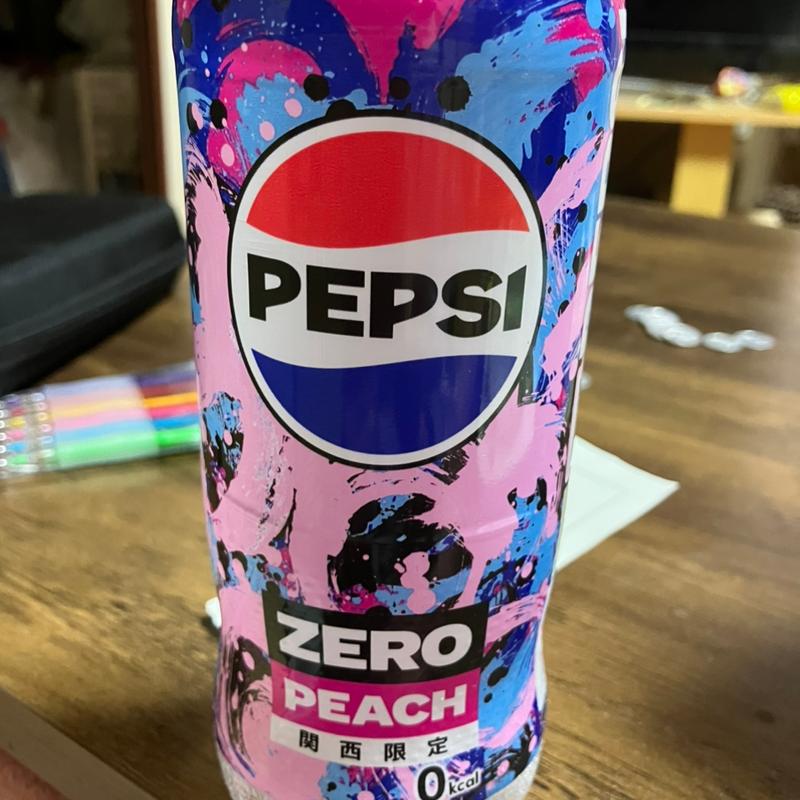 PEPSI
ZERO
PEACH
関西限定
0kcal